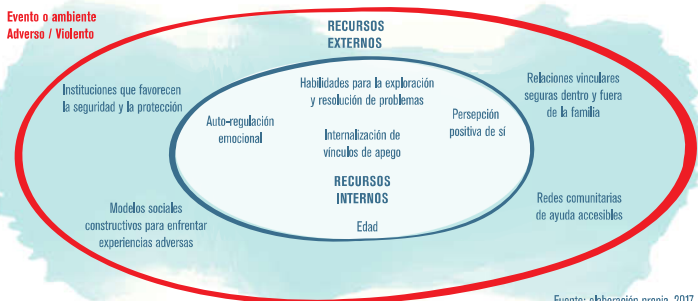 Evento o ambiente
Adverso / Violento
RECURSOS
EXTERNOS
Instituciones que favorecen
la seguridad y la protección
Habilidades para la exploración
y resolución de problemas
Relaciones vinculares
seguras dentro y fuera
de la familia
Auto-regulación
emocional
Persepción
positiva de sí
Internalización de
vínculos de apego
RECURSOS
INTERNOS
Edad
Modelos sociales
constructivos para enfrentar
experiencias adversas
Redes comunitarias
de ayuda accesibles
Fuente: elaboración propia, 2017